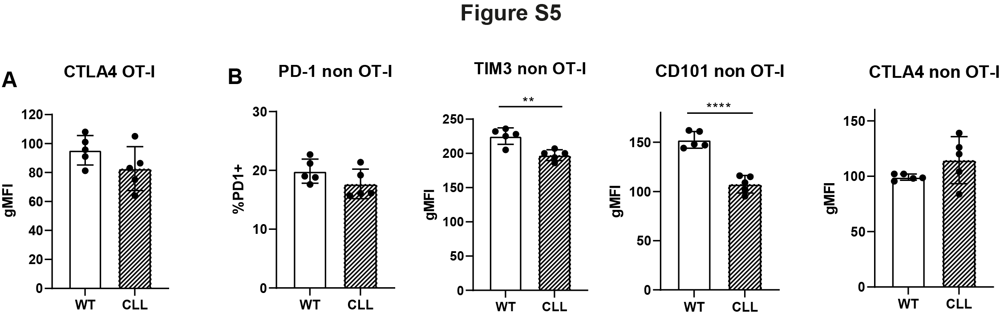 Figure S5
A
CTLA4 OT-I
gMFI
120
100
80
60
40
20
0
WT
CLL
B
PD-1 non OT-I
%PD1+
30
20
10
0
WT
CLL
TIM3 non OT-I
**
gMFI
250
200
150
100
50
0
WT
CLL
CD101 non OT-I
****
gMFI
150
100
50
0
WT
CLL
CTLA4 non OT-I
gMFI
150
100
50
0
WT
CLL